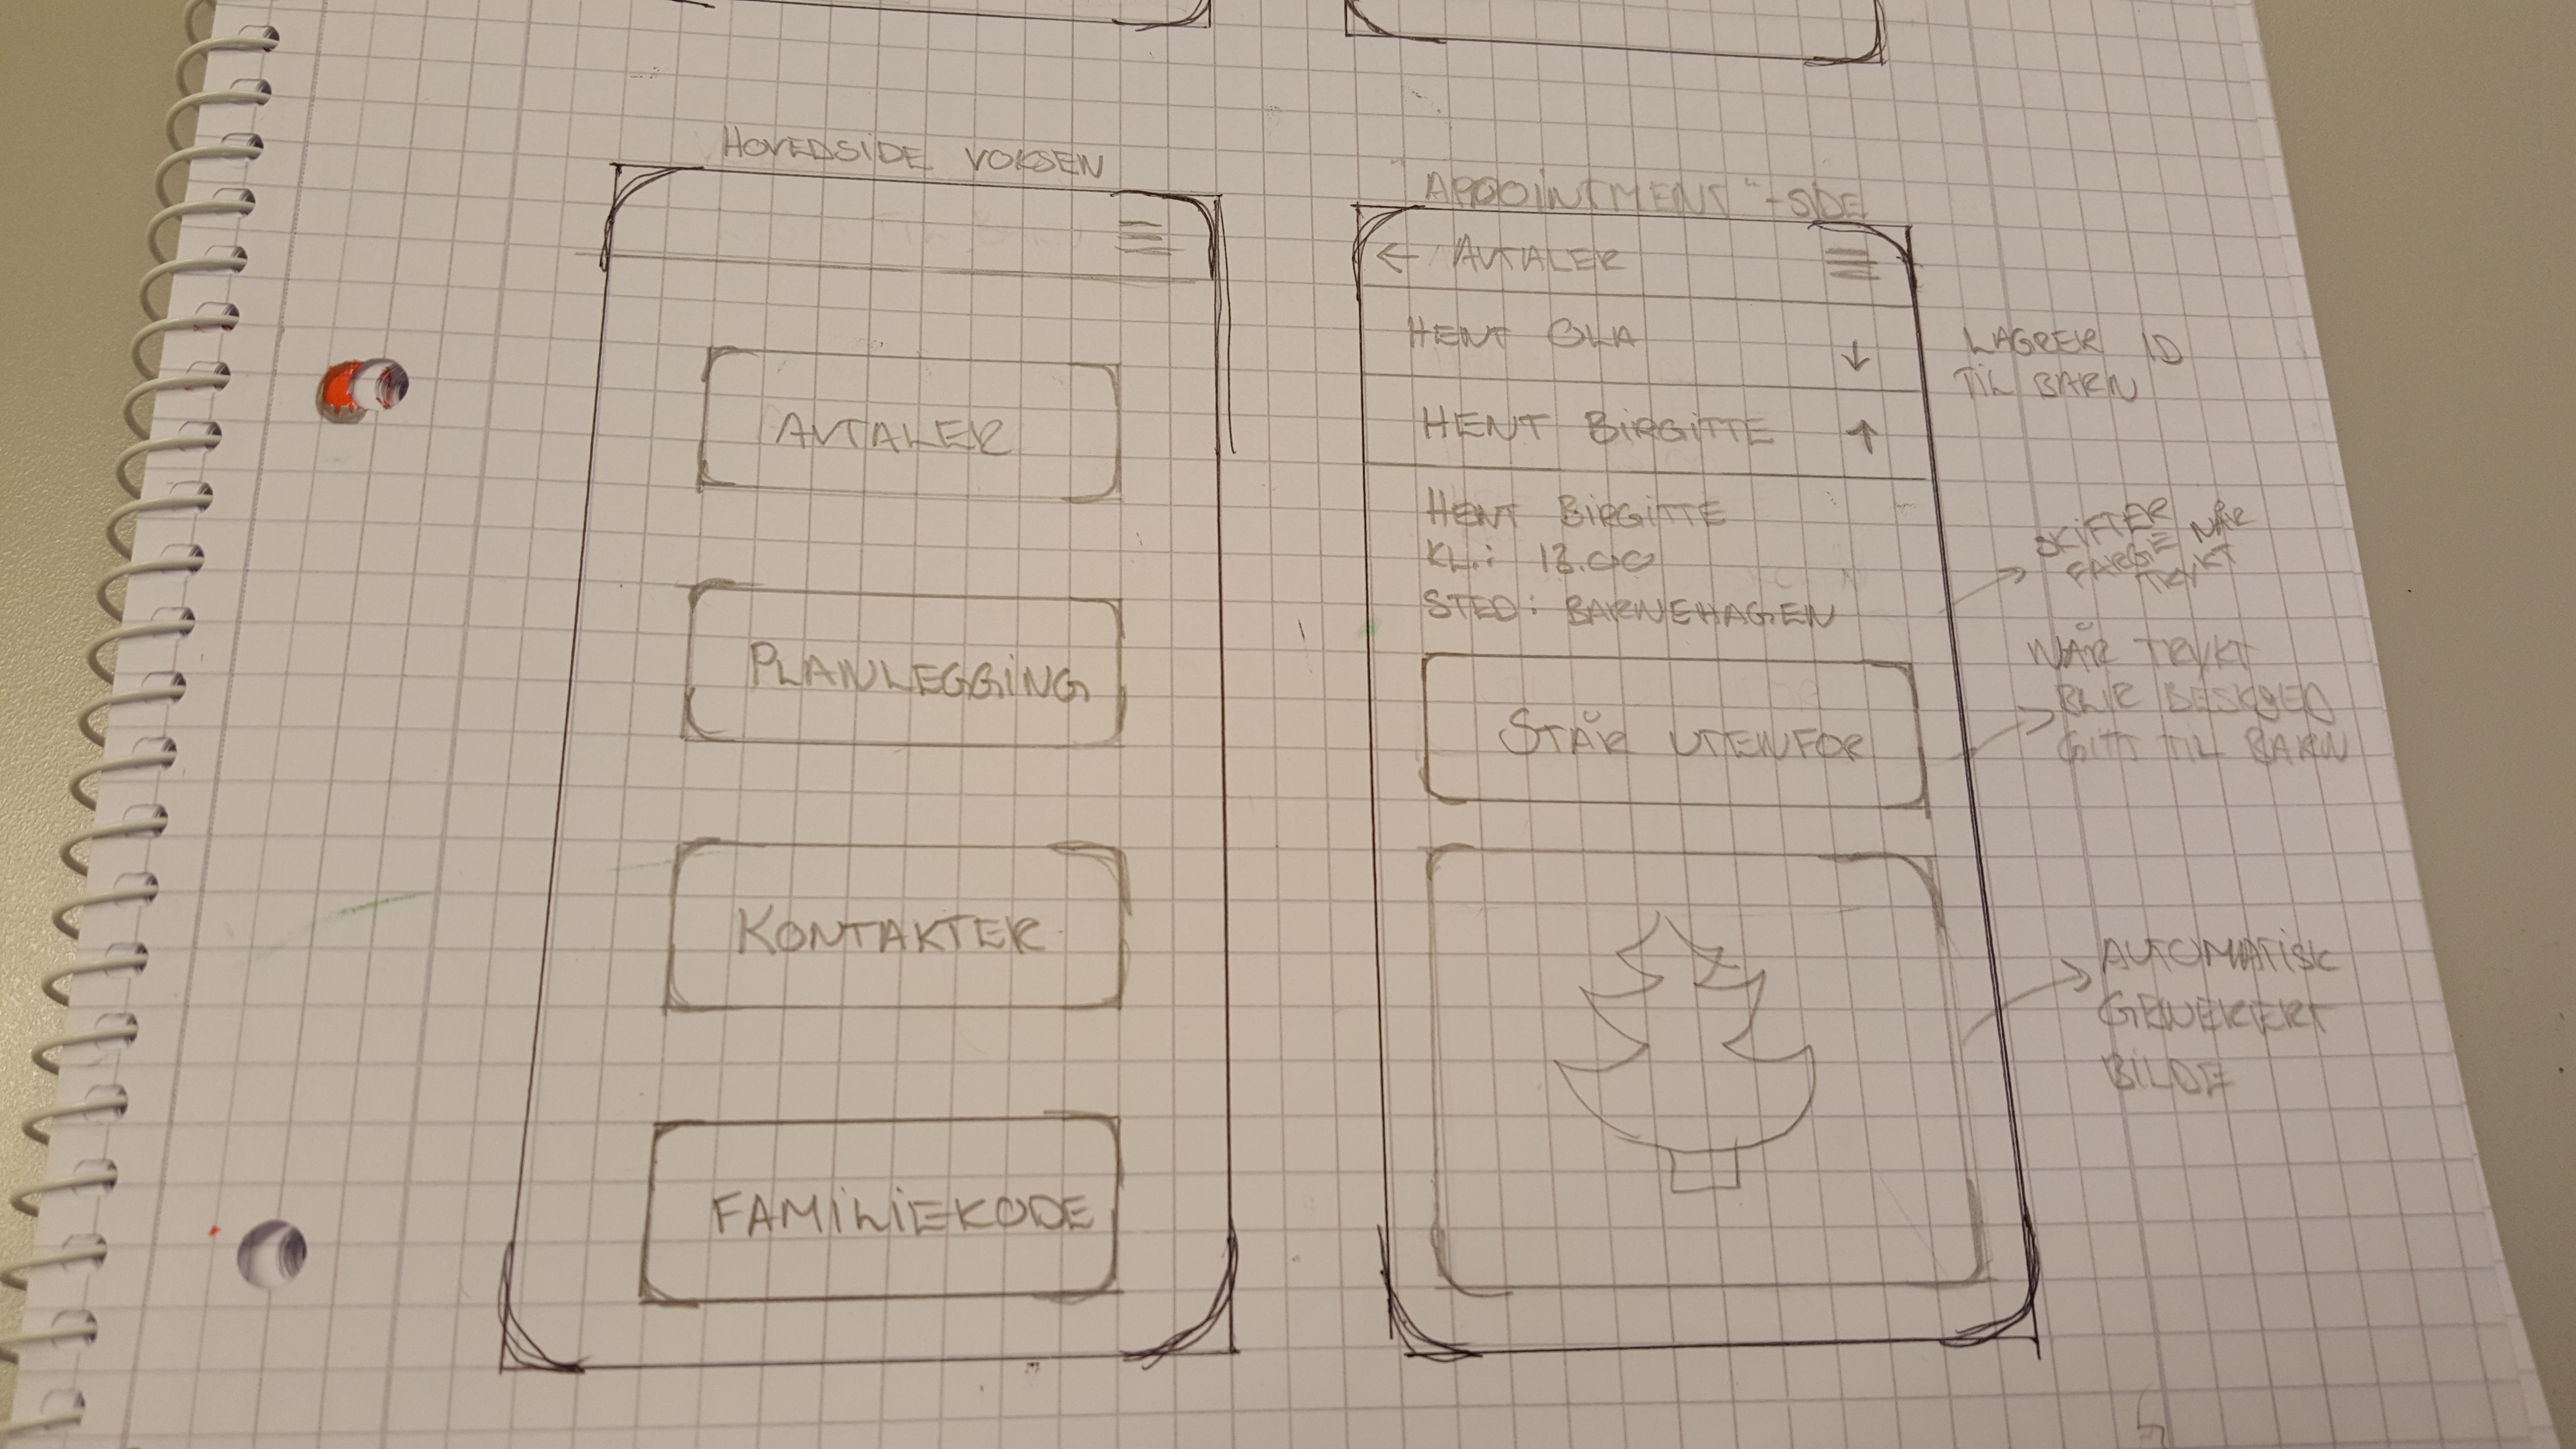 HOVEDSIDE VOKSEN
AVTALER
PLANLEGGING
KONTAKTER
FAMILIEKODE
"APPOINTMENT"-SIDE
← AVTALER
HENT OLA ↓
HENT BIRGITTE ↑
HENT BIRGITTE
KL.: 13.00
STED: BARNEHAGEN
STÅR UTENFOR
LAGRER ID
TIL BARN
SKIFTER
FARGE NÅR
TRYKT
NÅR TRYKT
BLIR BESKJED
GITT TIL BARN
AUTOMATISK
GENERERT
BILDE